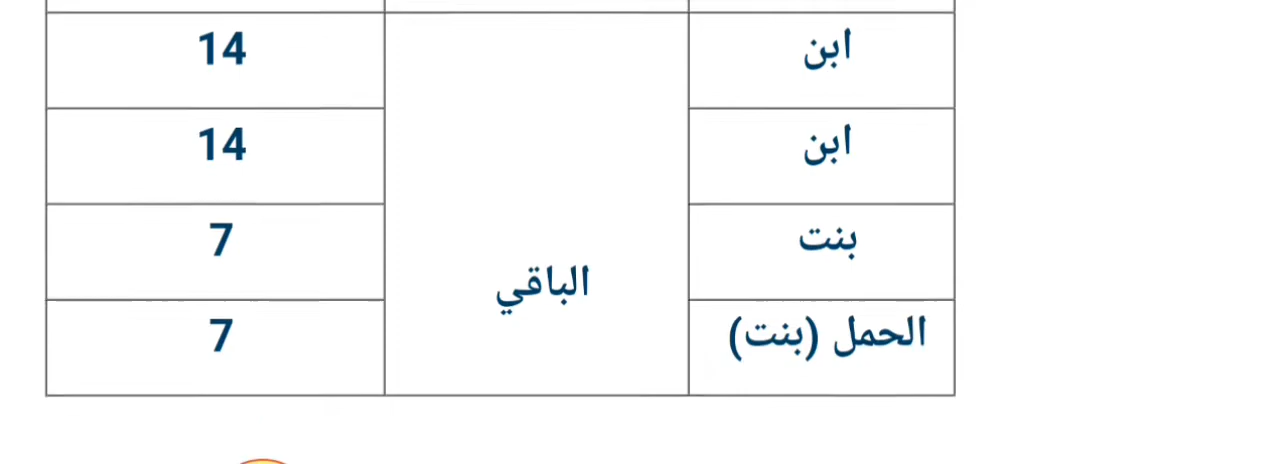 ابن 14
ابن 14
بنت 7
الباقي
الحمل (بنت) 7